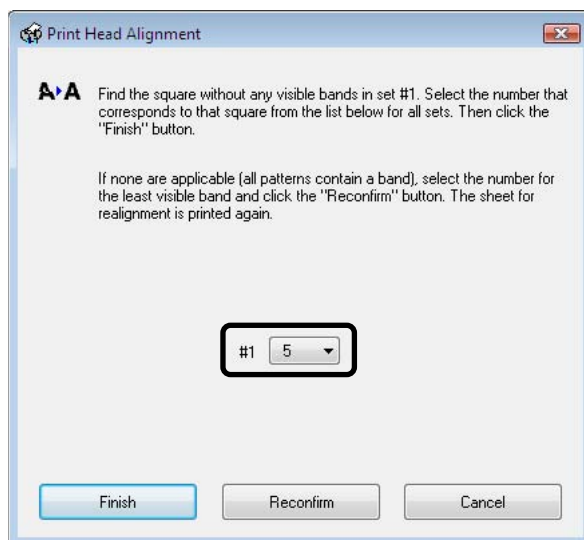 Print Head Alignment
A A
Find the square without any visible bands in set #1. Select the number that
corresponds to that square from the list below for all sets. Then click the
"Finish" button.
If none are applicable (all patterns contain a band), select the number for
the least visible band and click the "Reconfirm" button. The sheet for
realignment is printed again.
#1 5
Finish Reconfirm Cancel